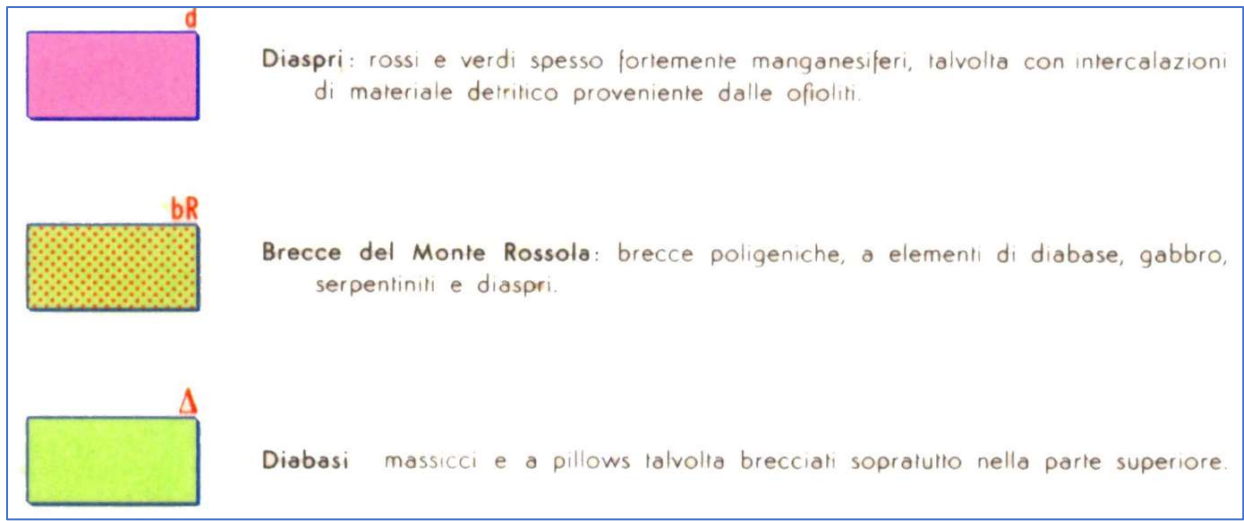 d
Diaspri: rossi e verdi spesso fortemente manganesiferi, talvolta con intercalazioni
di materiale detritico proveniente dalle ofioliti.
bR
Brecce del Monte Rossola: brecce poligeniche, a elementi di diabase, gabbro,
serpentiniti e diaspri.
Δ
Diabasi massicci e a pillows talvolta brecciati sopratutto nella parte superiore.